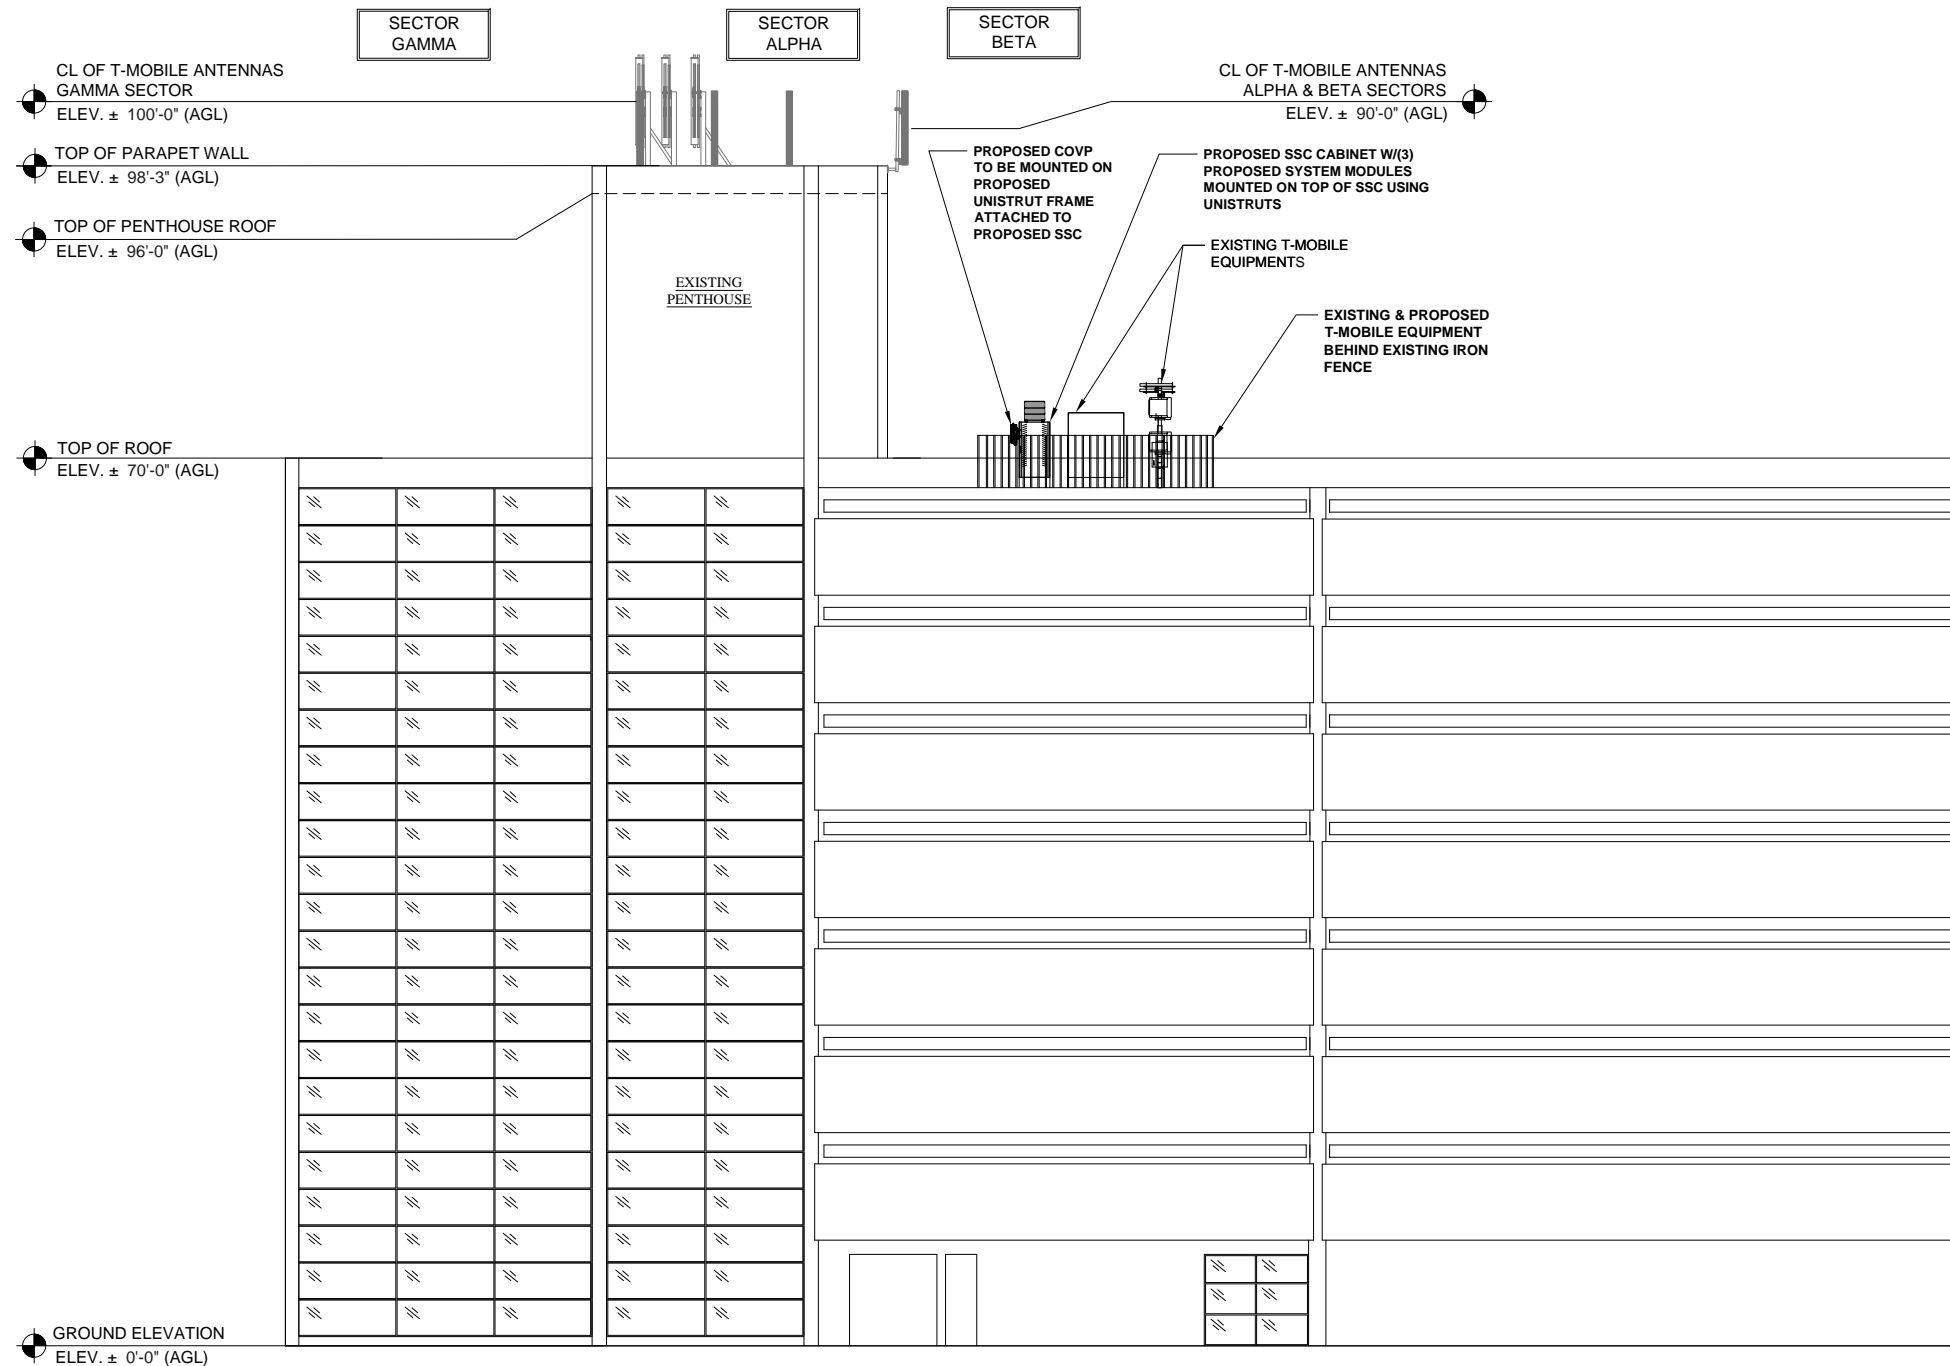 SECTOR
GAMMA
SECTOR
ALPHA
SECTOR
BETA
CL OF T-MOBILE ANTENNAS
GAMMA SECTOR
ELEV. ± 100'-0" (AGL)
CL OF T-MOBILE ANTENNAS
ALPHA & BETA SECTORS
ELEV. ± 90'-0" (AGL)
TOP OF PARAPET WALL
ELEV. ± 98'-3" (AGL)
PROPOSED COVP
TO BE MOUNTED ON
PROPOSED
UNISTRUT FRAME
ATTACHED TO
PROPOSED SSC
PROPOSED SSC CABINET W/(3)
PROPOSED SYSTEM MODULES
MOUNTED ON TOP OF SSC USING
UNISTRUTS
TOP OF PENTHOUSE ROOF
ELEV. ± 96'-0" (AGL)
EXISTING T-MOBILE
EQUIPMENTS
EXISTING
PENTHOUSE
EXISTING & PROPOSED
T-MOBILE EQUIPMENT
BEHIND EXISTING IRON
FENCE
TOP OF ROOF
ELEV. ± 70'-0" (AGL)
GROUND ELEVATION
ELEV. ± 0'-0" (AGL)